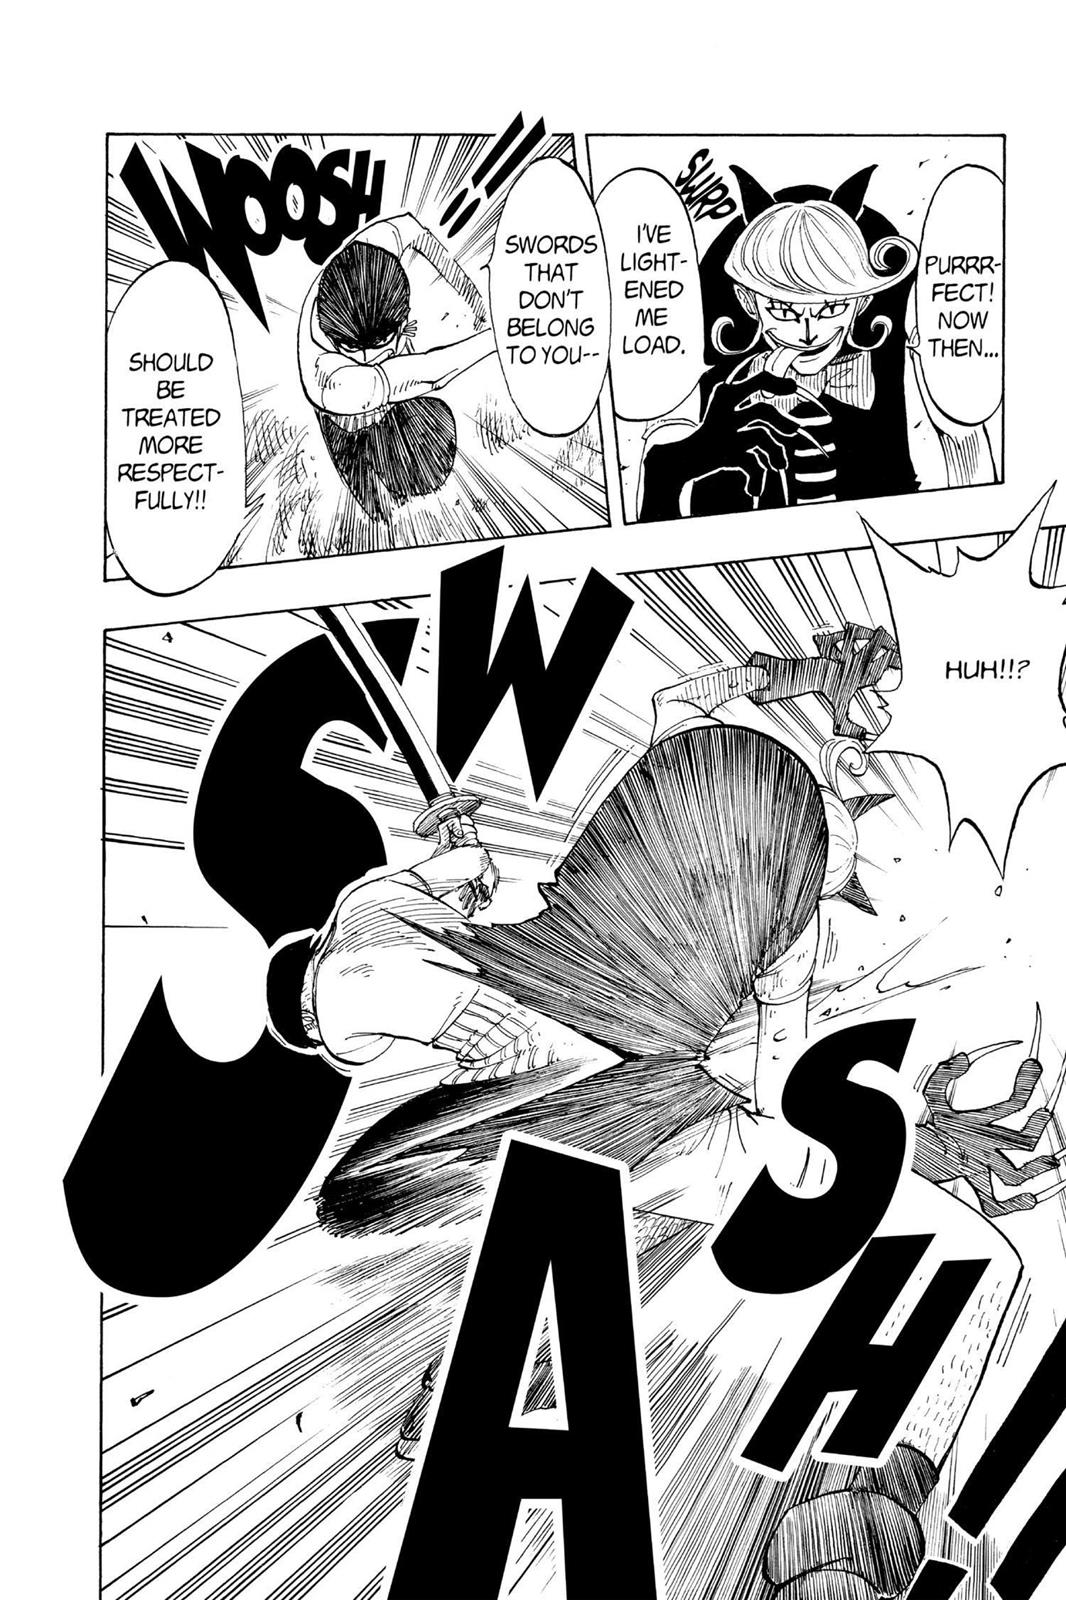 PURRR-
FECT!
NOW
THEN...
SWRP
I'VE
LIGHT-
ENED
ME
LOAD.
!!
SWORDS
THAT
DON'T
BELONG
TO YOU--
WOOSH
SHOULD
BE
TREATED
MORE
RESPECT-
FULLY!!
HUH!!?
SWASH!!